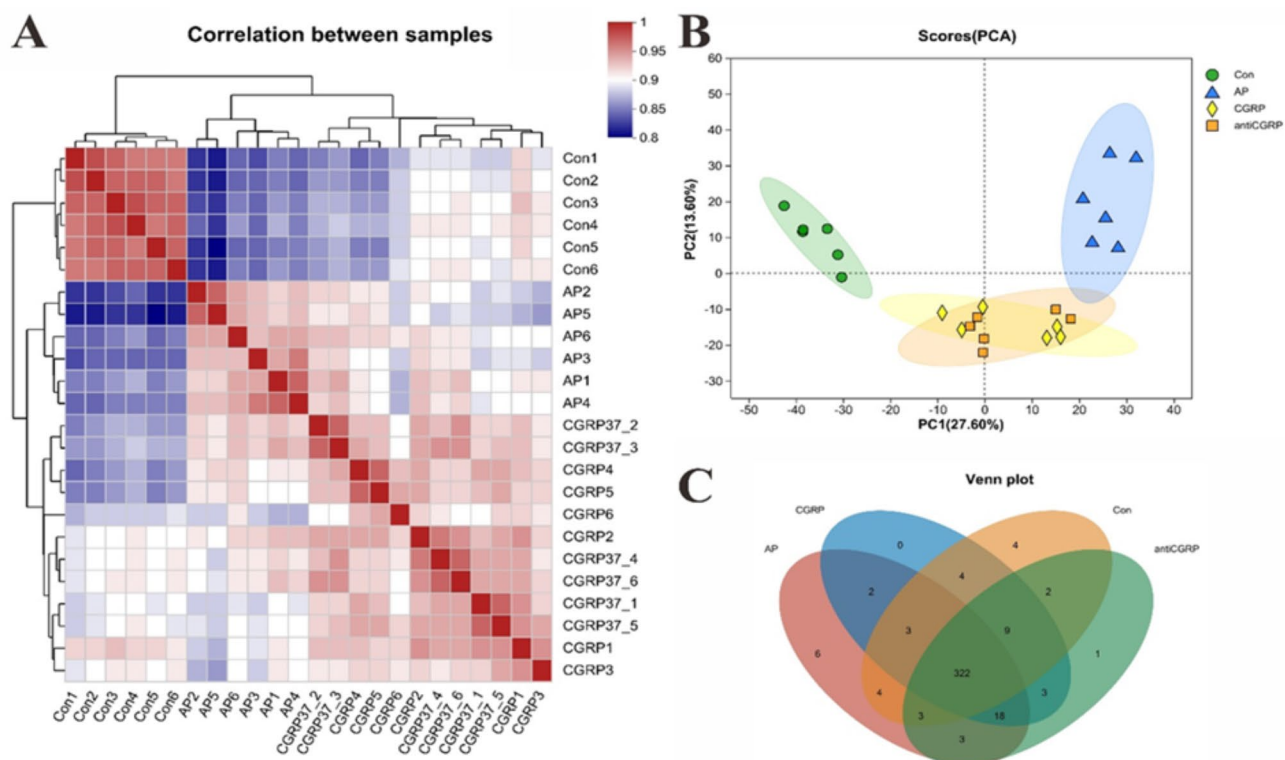 A
Correlation between samples
1
0.95
0.9
0.85
0.8
Con1
Con2
Con3
Con4
Con5
Con6
AP2
AP5
AP6
AP3
AP1
AP4
CGRP37_2
CGRP37_3
CGRP4
CGRP5
CGRP6
CGRP2
CGRP37_4
CGRP37_6
CGRP37_1
CGRP37_5
CGRP1
CGRP3
Con1
Con2
Con3
Con4
Con5
Con6
AP2
AP5
AP6
AP3
AP1
AP4
CGRP37_2
CGRP37_3
CGRP4
CGRP5
CGRP6
CGRP2
CGRP37_4
CGRP37_6
CGRP37_1
CGRP37_5
CGRP1
CGRP3
B
Scores(PCA)
60
50
40
30
20
10
0
-10
-20
-30
PC2(13.60%)
-50
-40
-30
-20
-10
0
10
20
30
40
PC1(27.60%)
Con
AP
CGRP
antiCGRP
C
Venn plot
CGRP
Con
AP
antiCGRP
0
4
4
2
2
3
9
6
1
322
4
3
3
18
3